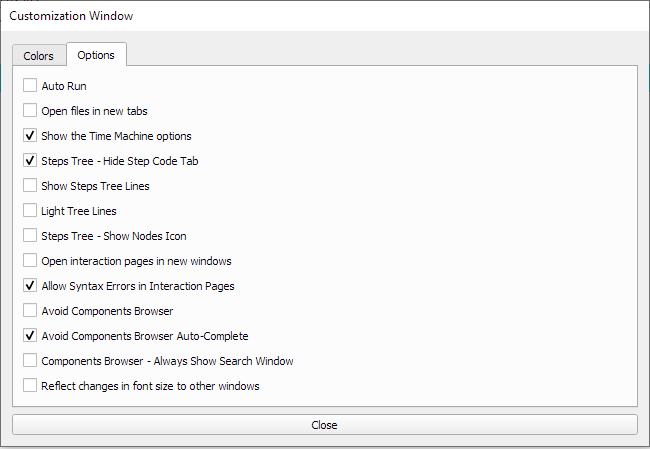 Customization Window
Colors
Options
Auto Run
Open files in new tabs
Show the Time Machine options
Steps Tree - Hide Step Code Tab
Show Steps Tree Lines
Light Tree Lines
Steps Tree - Show Nodes Icon
Open interaction pages in new windows
Allow Syntax Errors in Interaction Pages
Avoid Components Browser
Avoid Components Browser Auto-Complete
Components Browser - Always Show Search Window
Reflect changes in font size to other windows
Close